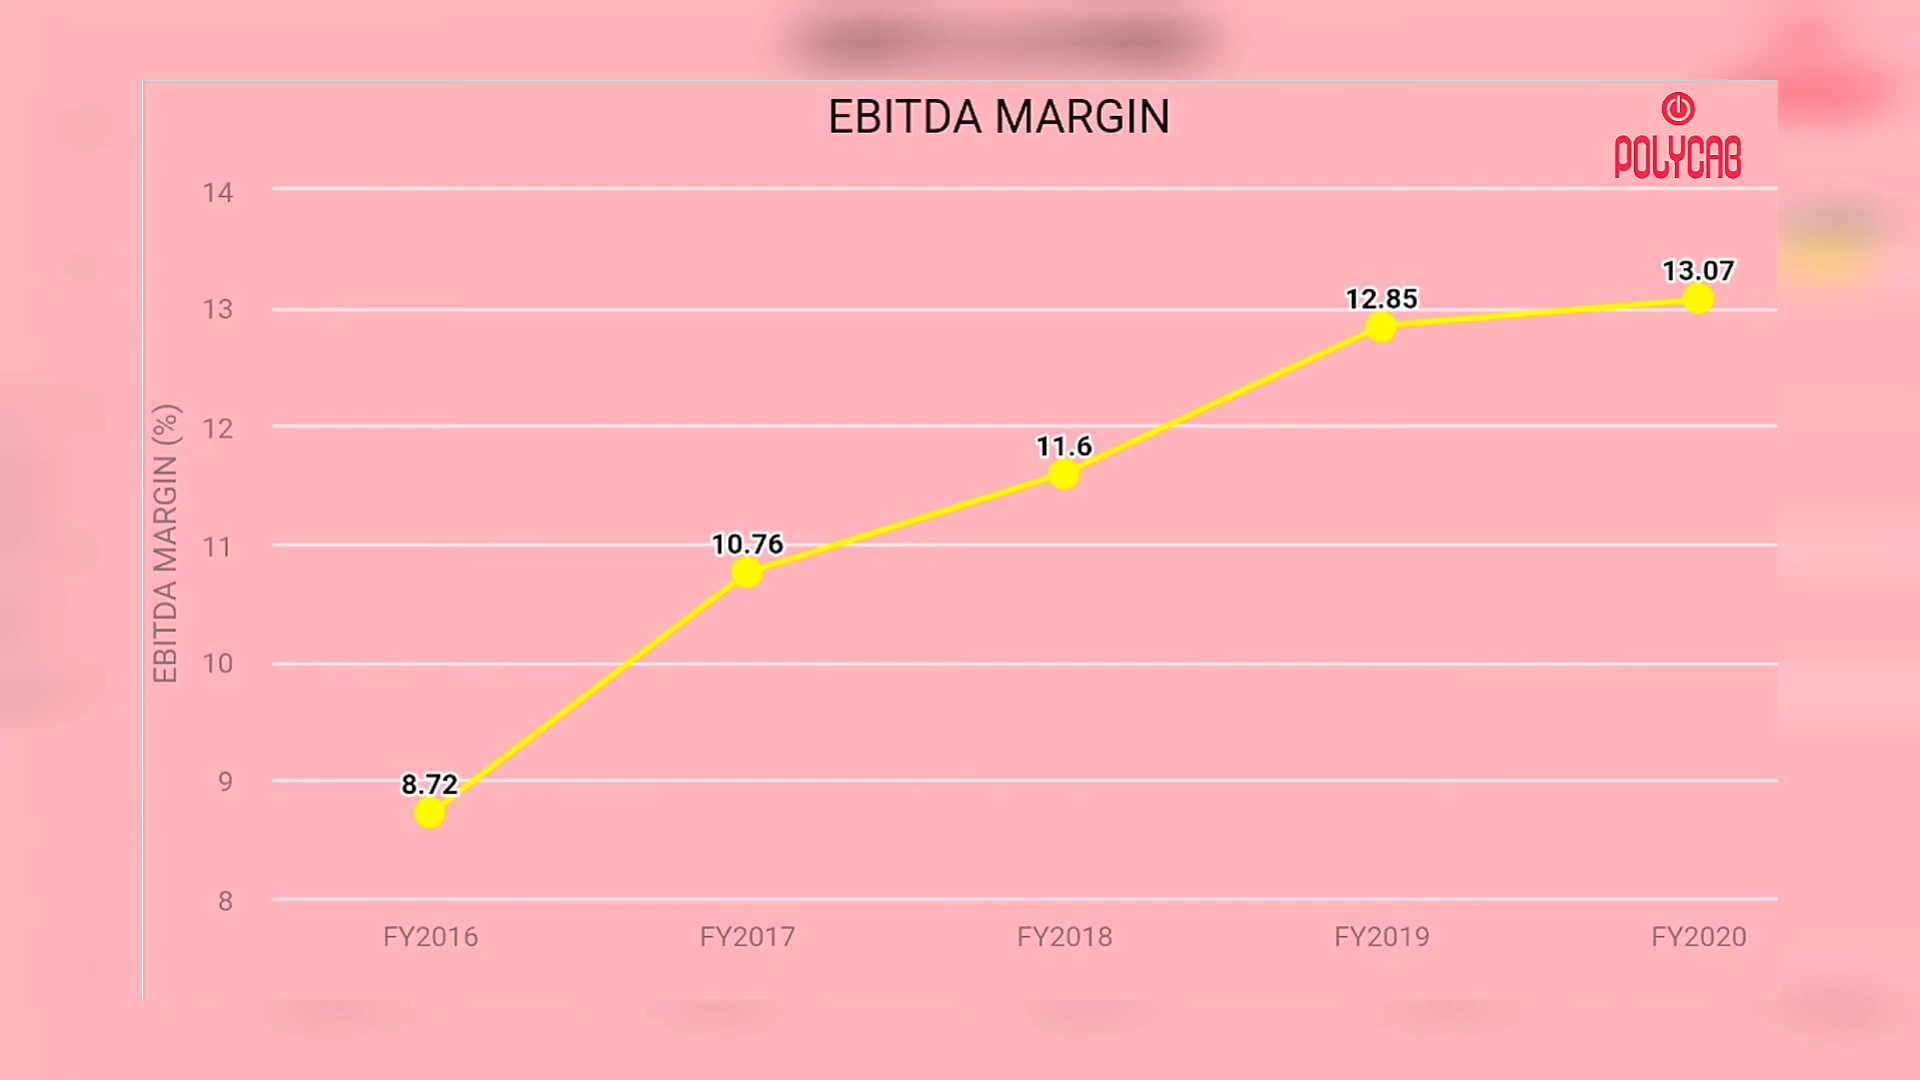 EBITDA MARGIN
POLYCAB
14
13
12
11
10
9
8
EBITDA MARGIN (%)
8.72
10.76
11.6
12.85
13.07
FY2016
FY2017
FY2018
FY2019
FY2020